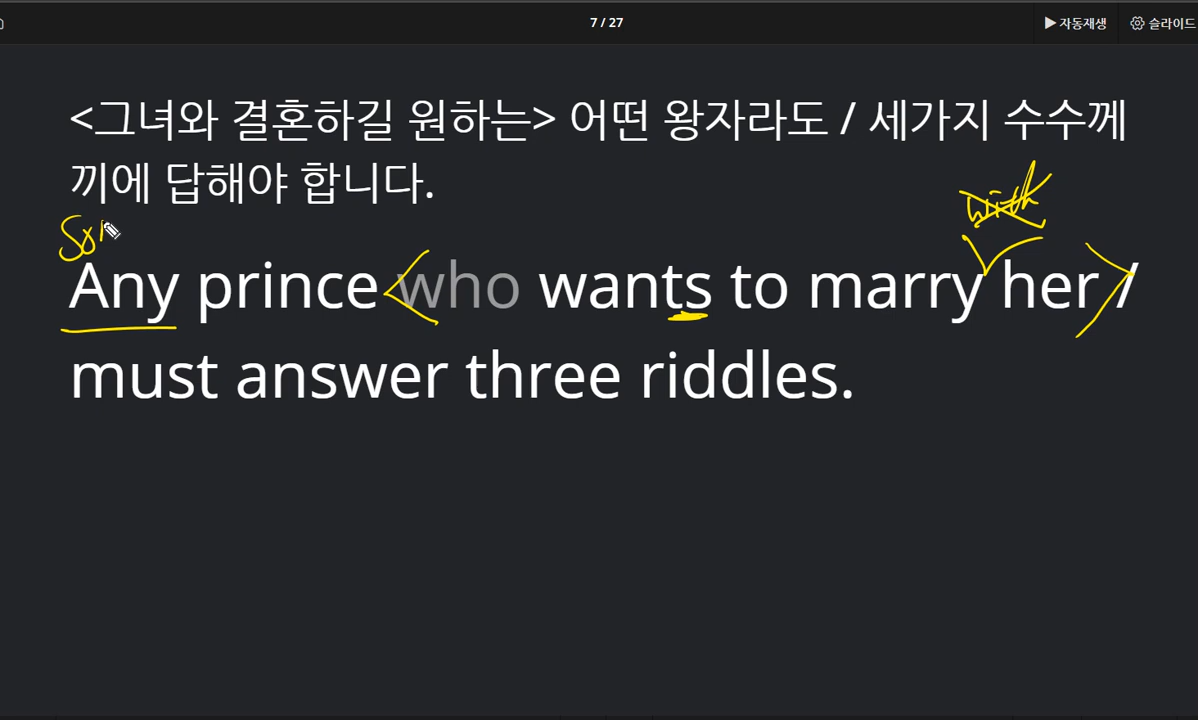 7 / 27
▶ 자동재생
슬라이드
<그녀와 결혼하길 원하는> 어떤 왕자라도 / 세가지 수수께
끼에 답해야 합니다.
with
Any prince who wants to marry her /
must answer three riddles.